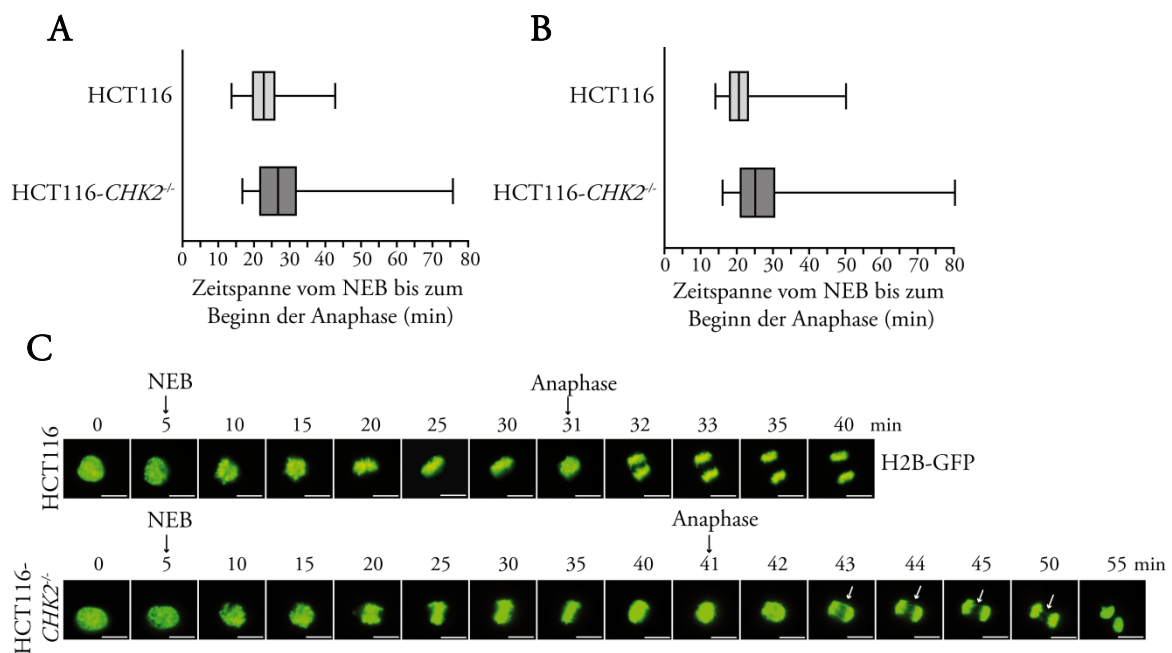 A
HCT116
HCT116-CHK2-/-
0 10 20 30 40 50 60 70 80
Zeitspanne vom NEB bis zum
Beginn der Anaphase (min)
B
HCT116
HCT116-CHK2-/-
0 10 20 30 40 50 60 70 80
Zeitspanne vom NEB bis zum
Beginn der Anaphase (min)
C
NEB
Anaphase
0 5 10 15 20 25 30 31 32 33 35 40 min
HCT116
H2B-GFP
NEB
Anaphase
0 5 10 15 20 25 30 35 40 41 42 43 44 45 50 55 min
HCT116-
CHK2-/-